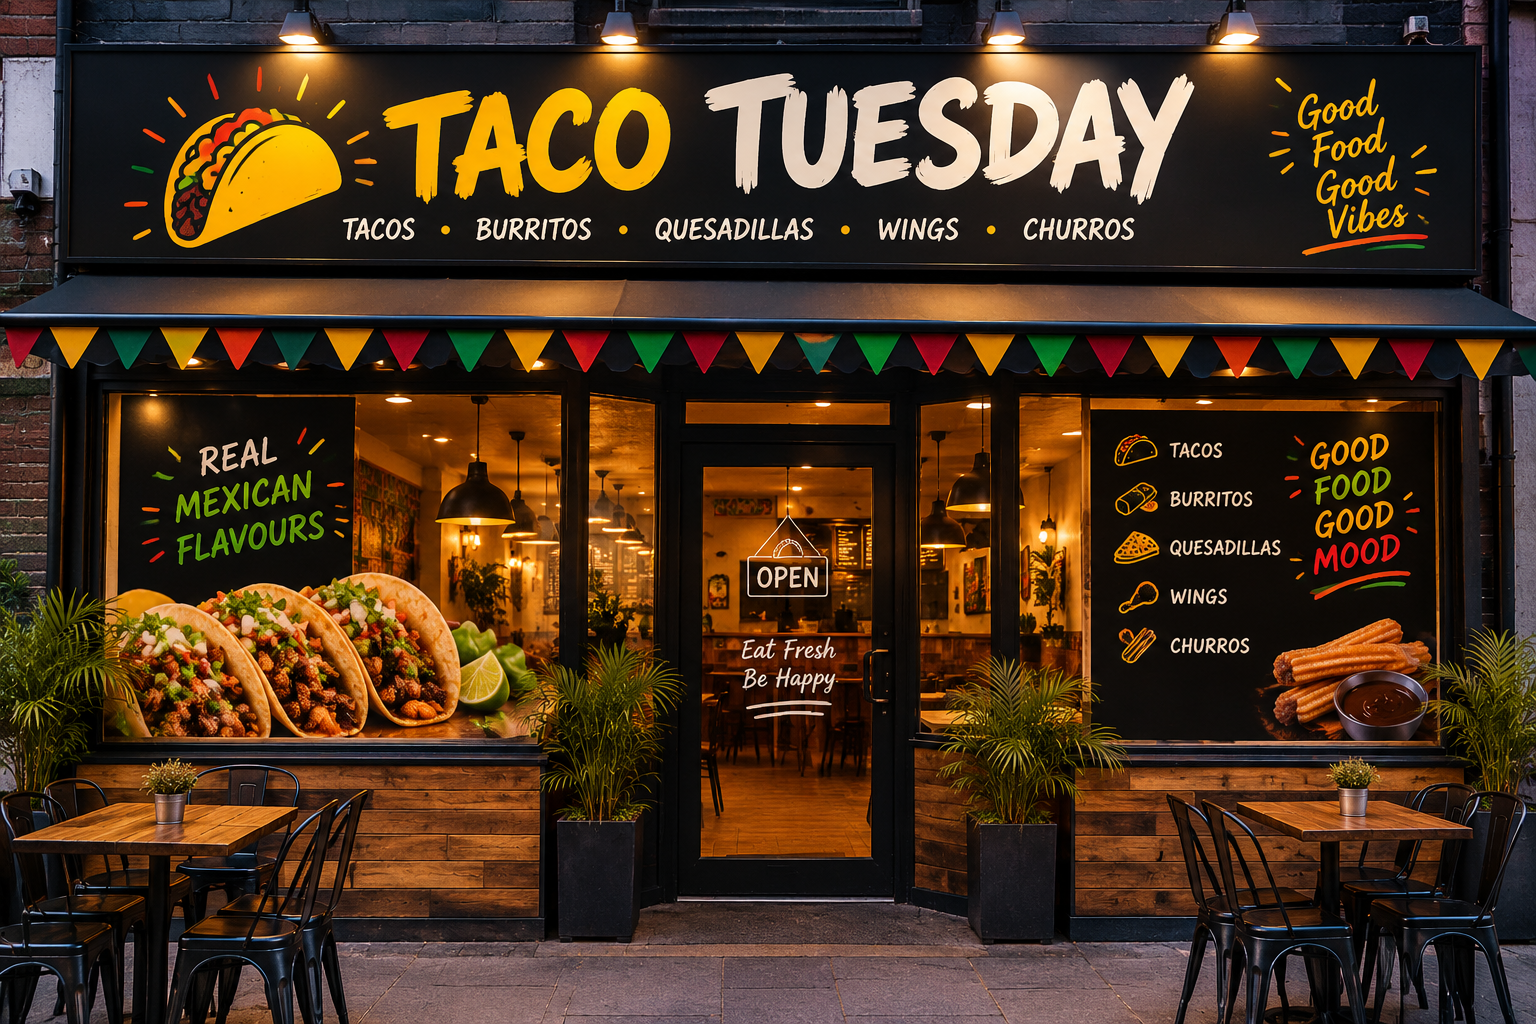 TACO TUESDAY
TACOS • BURRITOS • QUESADILLAS • WINGS • CHURROS
Good
Food
Good
Vibes
REAL
MEXICAN
FLAVOURS
OPEN
Eat Fresh
Be Happy
TACOS
BURRITOS
QUESADILLAS
WINGS
CHURROS
GOOD
FOOD
GOOD
MOOD